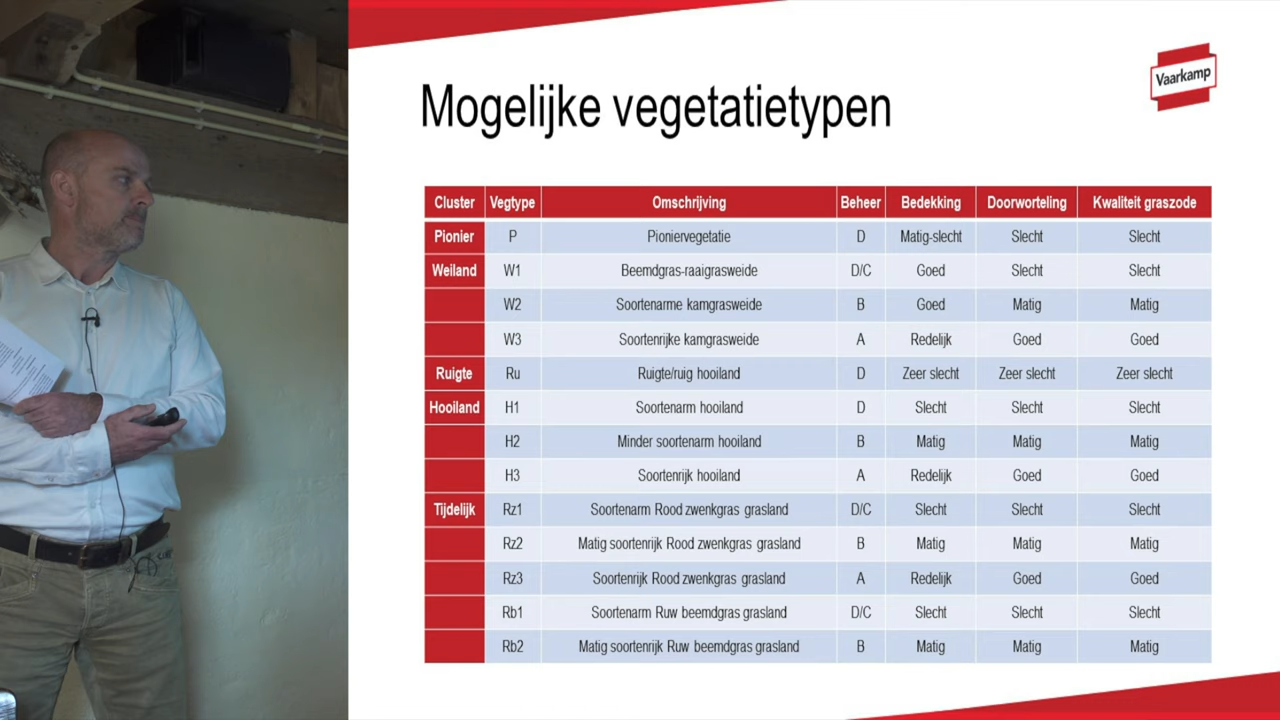 Vaarkamp
Mogelijke vegetatietypen
Cluster Vegtype Omschrijving Beheer Bedekking Doorworteling Kwaliteit graszode
Pionier P Pioniervegetatie D Matig-slecht Slecht Slecht
Weiland W1 Beemdgras-raaigrasweide D/C Goed Slecht Slecht
W2 Soortenarme kamgrasweide B Goed Matig Matig
W3 Soortenrijke kamgrasweide A Redelijk Goed Goed
Ruigte Ru Ruigte/ruig hooiland D Zeer slecht Zeer slecht Zeer slecht
Hooiland H1 Soortenarm hooiland D Slecht Slecht Slecht
H2 Minder soortenarm hooiland B Matig Matig Matig
H3 Soortenrijk hooiland A Redelijk Goed Goed
Tijdelijk Rz1 Soortenarm Rood zwenkgras grasland D/C Slecht Slecht Slecht
Rz2 Matig soortenrijk Rood zwenkgras grasland B Matig Matig Matig
Rz3 Soortenrijk Rood zwenkgras grasland A Redelijk Goed Goed
Rb1 Soortenarm Ruw beemdgras grasland D/C Slecht Slecht Slecht
Rb2 Matig soortenrijk Ruw beemdgras grasland B Matig Matig Matig